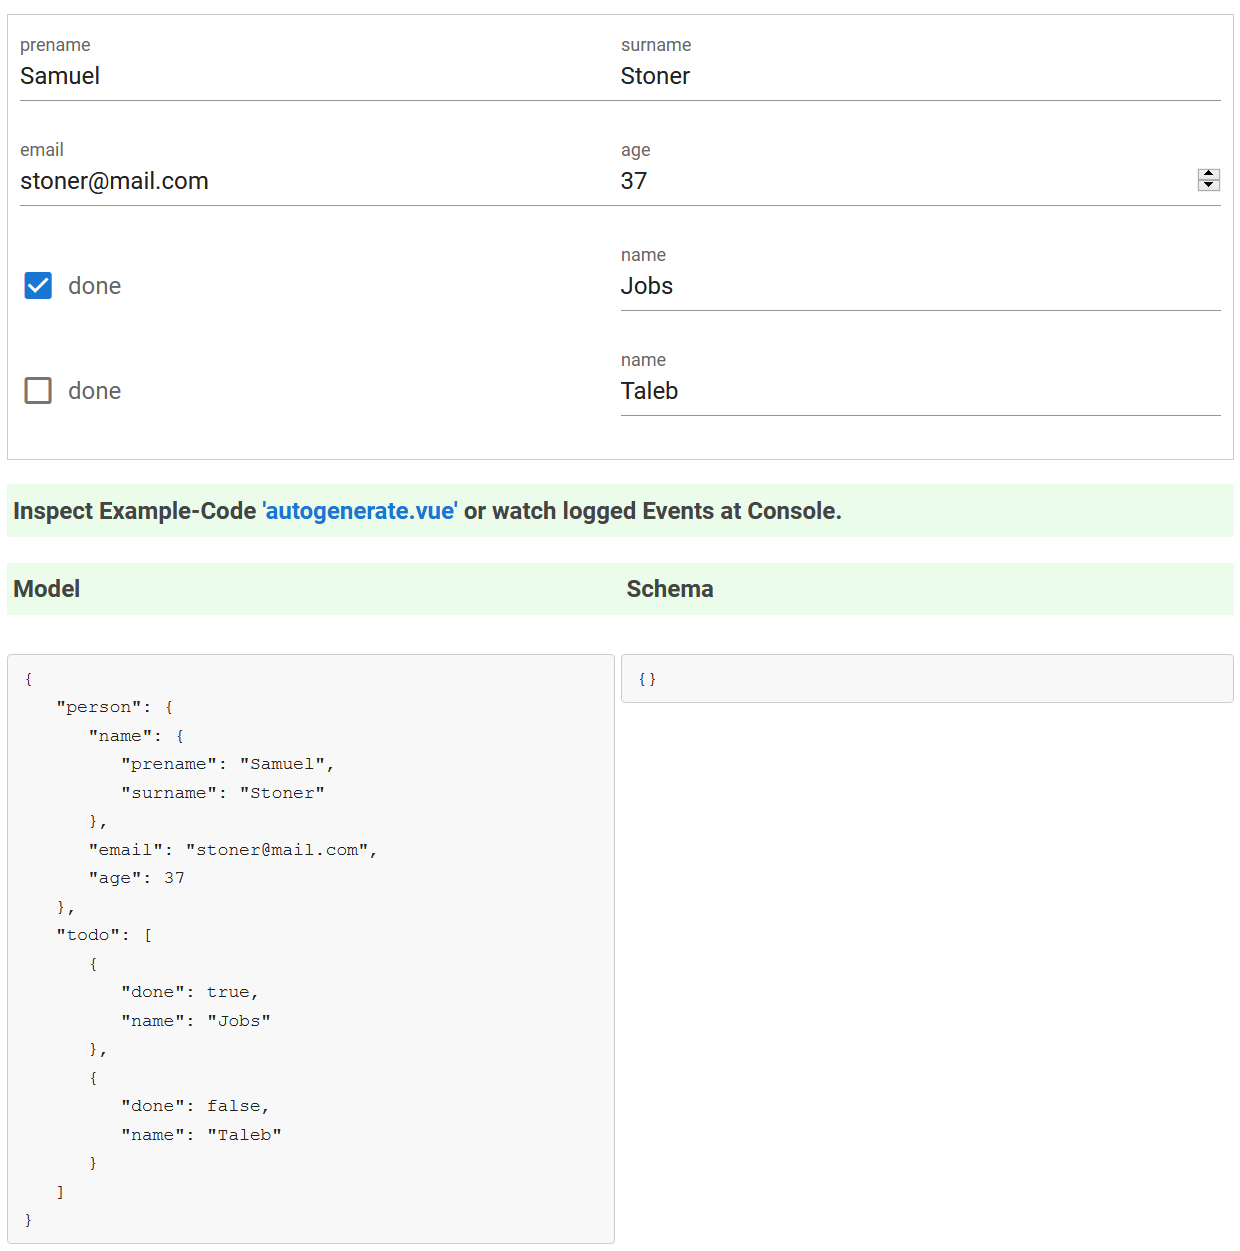 prename surname
Samuel Stoner
email age
stoner@mail.com 37
name
done Jobs
name
done Taleb
Inspect Example-Code 'autogenerate.vue' or watch logged Events at Console.
Model Schema
{ {}
"person": {
"name": {
"prename": "Samuel",
"surname": "Stoner"
},
"email": "stoner@mail.com",
"age": 37
},
"todo": [
{
"done": true,
"name": "Jobs"
},
{
"done": false,
"name": "Taleb"
}
]
}